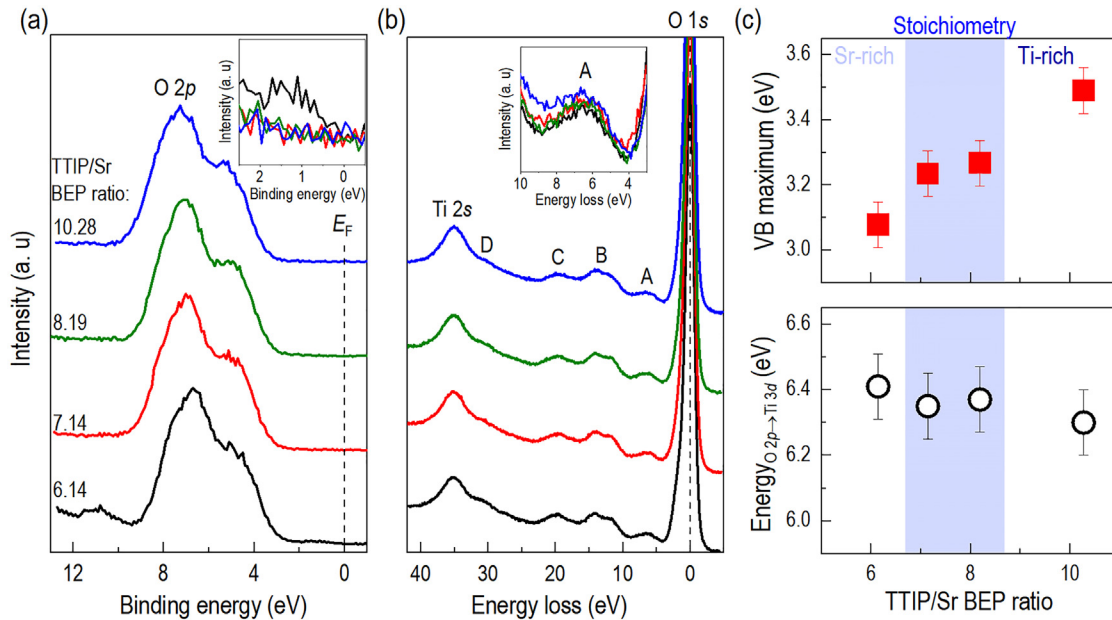 (a)
O 2p
TTIP/Sr
BEP ratio:
10.28
8.19
7.14
6.14
E_F
Intensity (a. u)
12
8
4
0
Binding energy (eV)
Intensity (a. u)
2
1
0
Binding energy (eV)
(b)
O 1s
Ti 2s
D
C
B
A
40
30
20
10
0
Energy loss (eV)
A
Intensity (a. u)
10
8
6
4
Energy loss (eV)
(c)
Stoichiometry
Sr-rich
Ti-rich
VB maximum (eV)
3.6
3.4
3.2
3.0
Energy O 2p→Ti 3d (eV)
6.6
6.4
6.2
6.0
6
8
10
TTIP/Sr BEP ratio